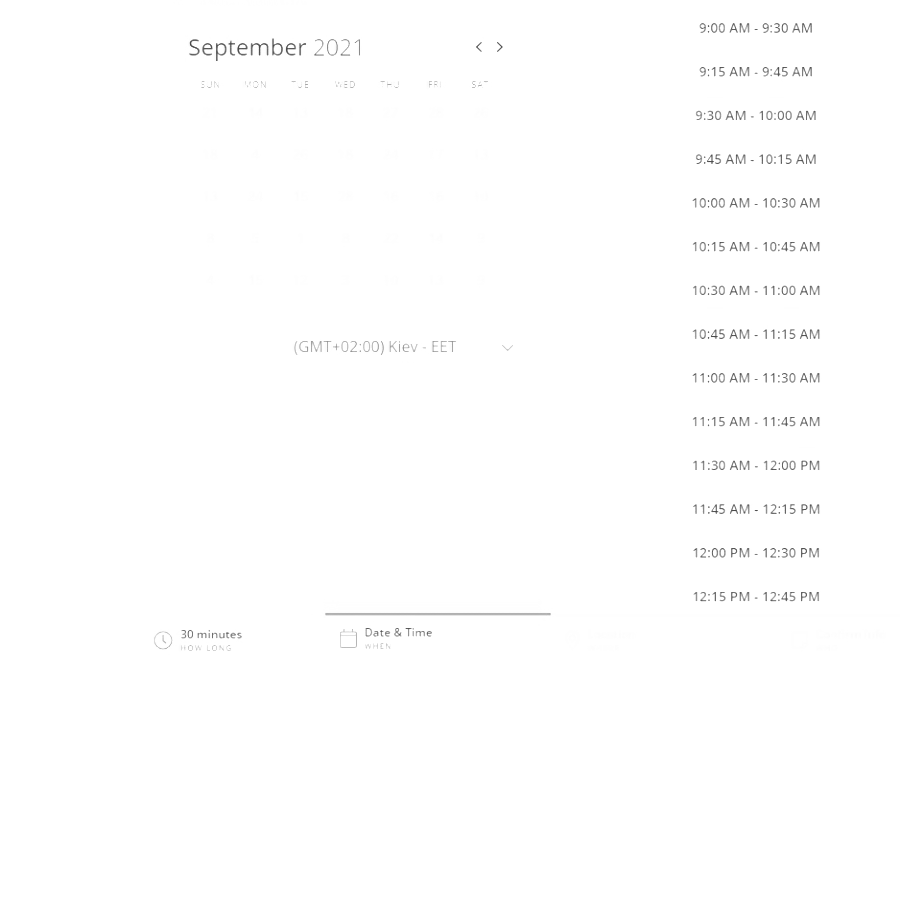 September 2021
SUN MON TUE WED THU FRI SAT
(GMT+02:00) Kiev - EET
9:00 AM - 9:30 AM
9:15 AM - 9:45 AM
9:30 AM - 10:00 AM
9:45 AM - 10:15 AM
10:00 AM - 10:30 AM
10:15 AM - 10:45 AM
10:30 AM - 11:00 AM
10:45 AM - 11:15 AM
11:00 AM - 11:30 AM
11:15 AM - 11:45 AM
11:30 AM - 12:00 PM
11:45 AM - 12:15 PM
12:00 PM - 12:30 PM
12:15 PM - 12:45 PM
30 minutes
HOW LONG
Date & Time
WHEN